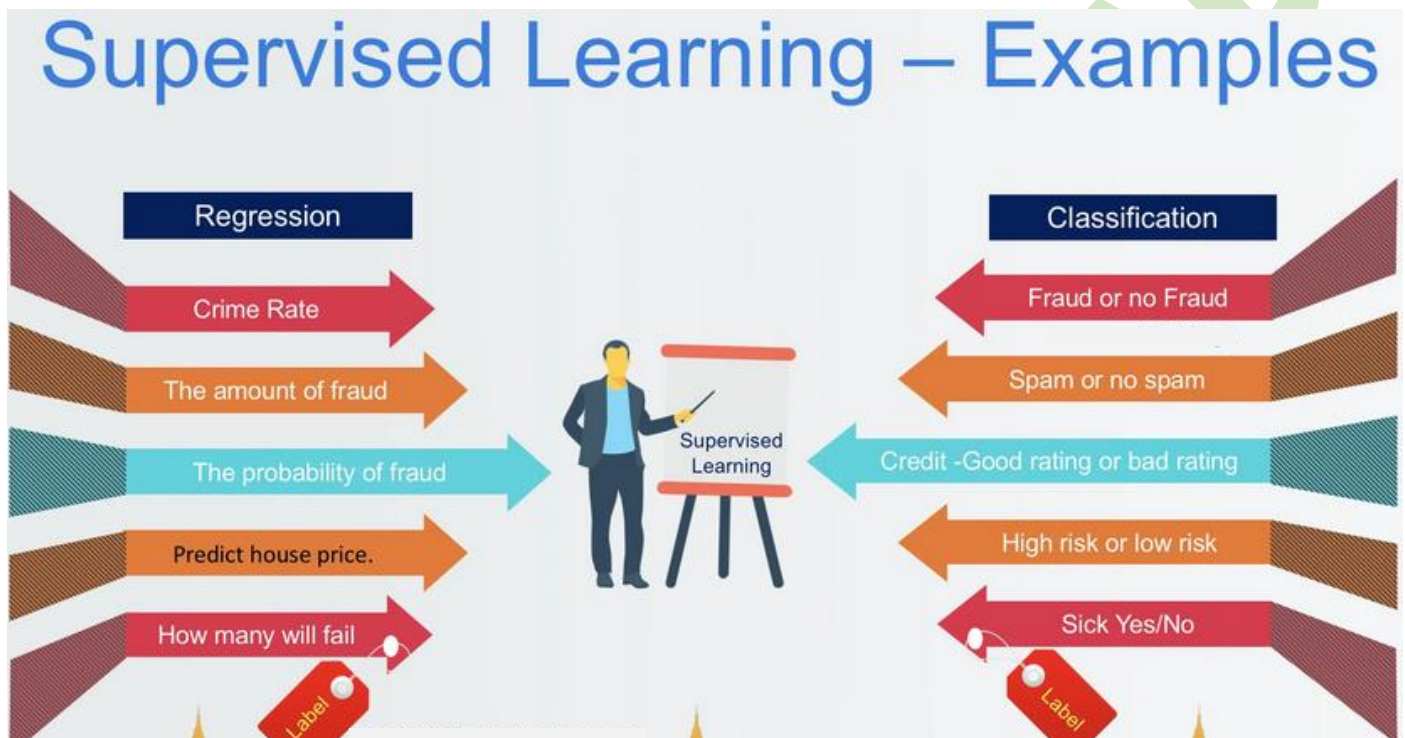 Supervised Learning – Examples
Regression
Crime Rate
The amount of fraud
The probability of fraud
Predict house price.
How many will fail
Label
Supervised
Learning
Classification
Fraud or no Fraud
Spam or no spam
Credit -Good rating or bad rating
High risk or low risk
Sick Yes/No
Label